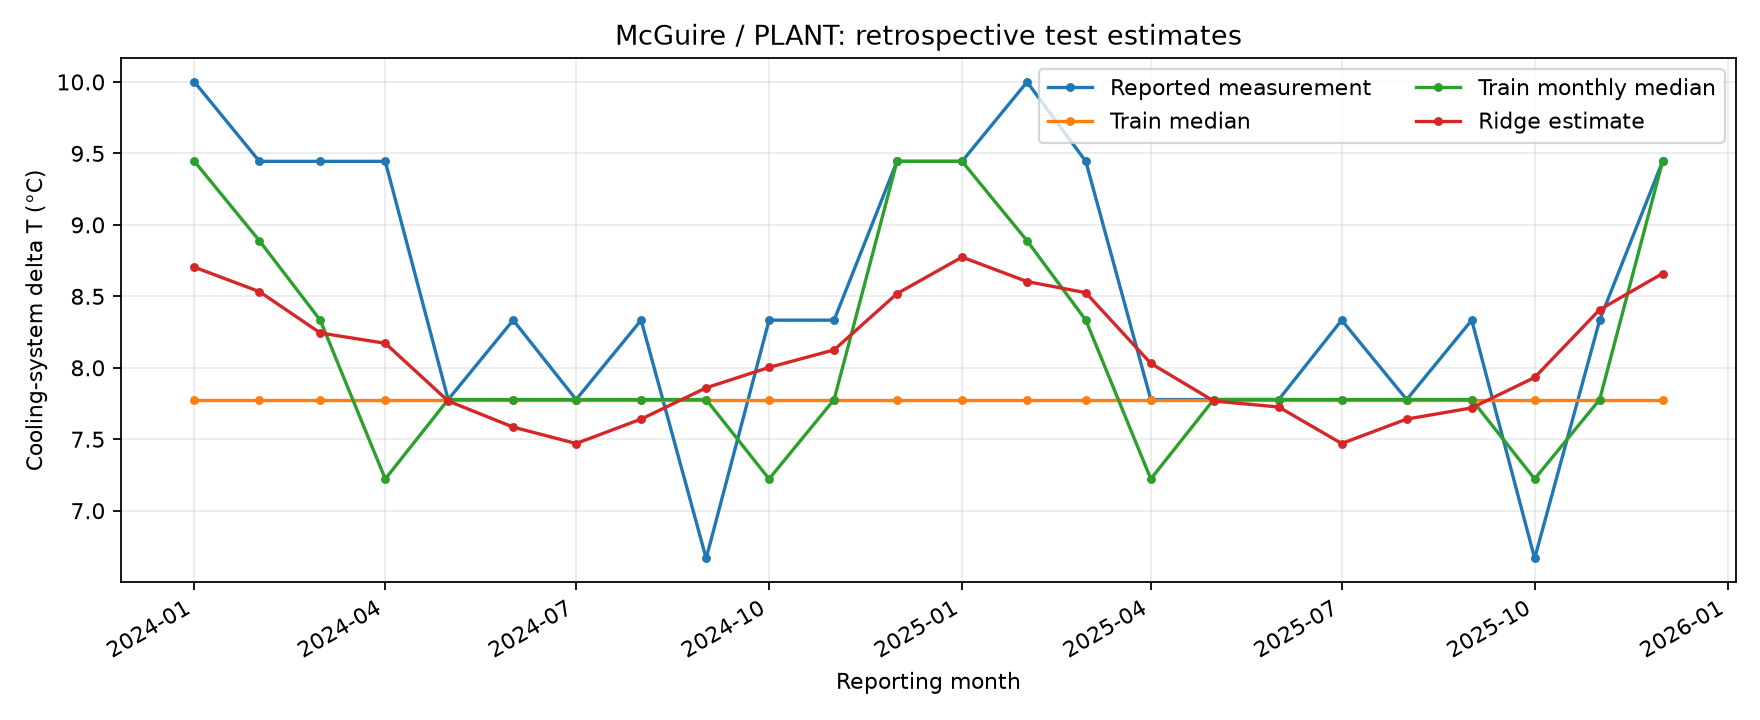 McGuire / PLANT: retrospective test estimates
Reported measurement
Train median
Train monthly median
Ridge estimate
Cooling-system delta T (°C)
10.0
9.5
9.0
8.5
8.0
7.5
7.0
2024-01
2024-04
2024-07
2024-10
2025-01
2025-04
2025-07
2025-10
2026-01
Reporting month